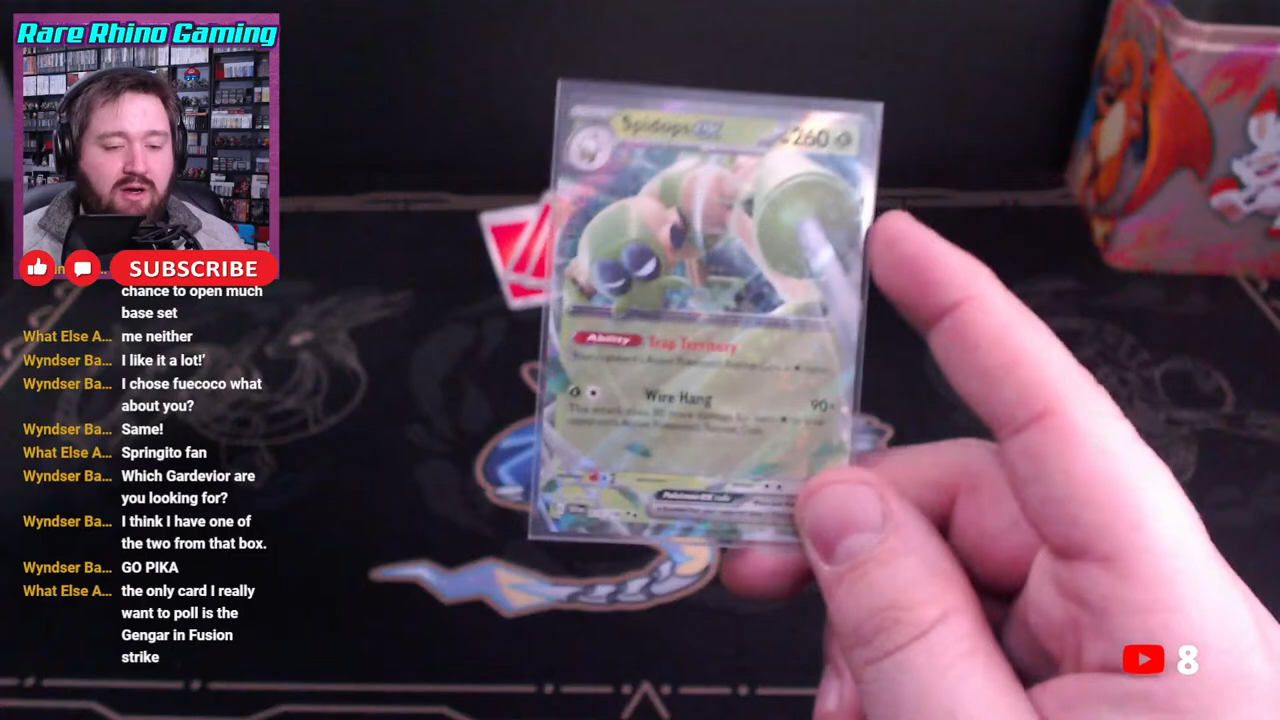 Rare Rhino Gaming
SUBSCRIBE
chance to open much
base set
What Else A... me neither
Wyndser Ba... I like it a lot!'
Wyndser Ba... I chose fuecoco what
about you?
Wyndser Ba... Same!
What Else A... Springito fan
Wyndser Ba... Which Gardevior are
you looking for?
Wyndser Ba... I think I have one of
the two from that box.
Wyndser Ba... GO PIKA
What Else A... the only card I really
want to poll is the
Gengar in Fusion
strike
Spidops ex 260
Ability Trap Territory
Wire Hang 90+
8